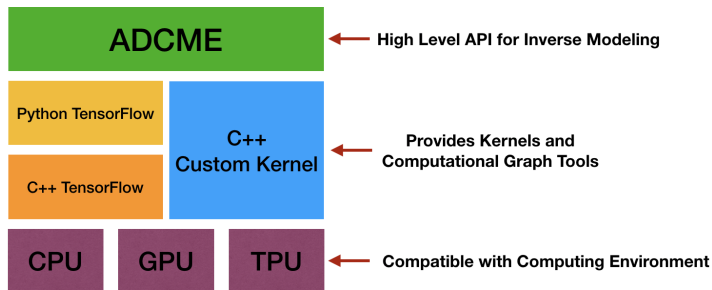 ADCME
High Level API for Inverse Modeling
Python TensorFlow
C++ TensorFlow
C++
Custom Kernel
Provides Kernels and
Computational Graph Tools
CPU
GPU
TPU
Compatible with Computing Environment